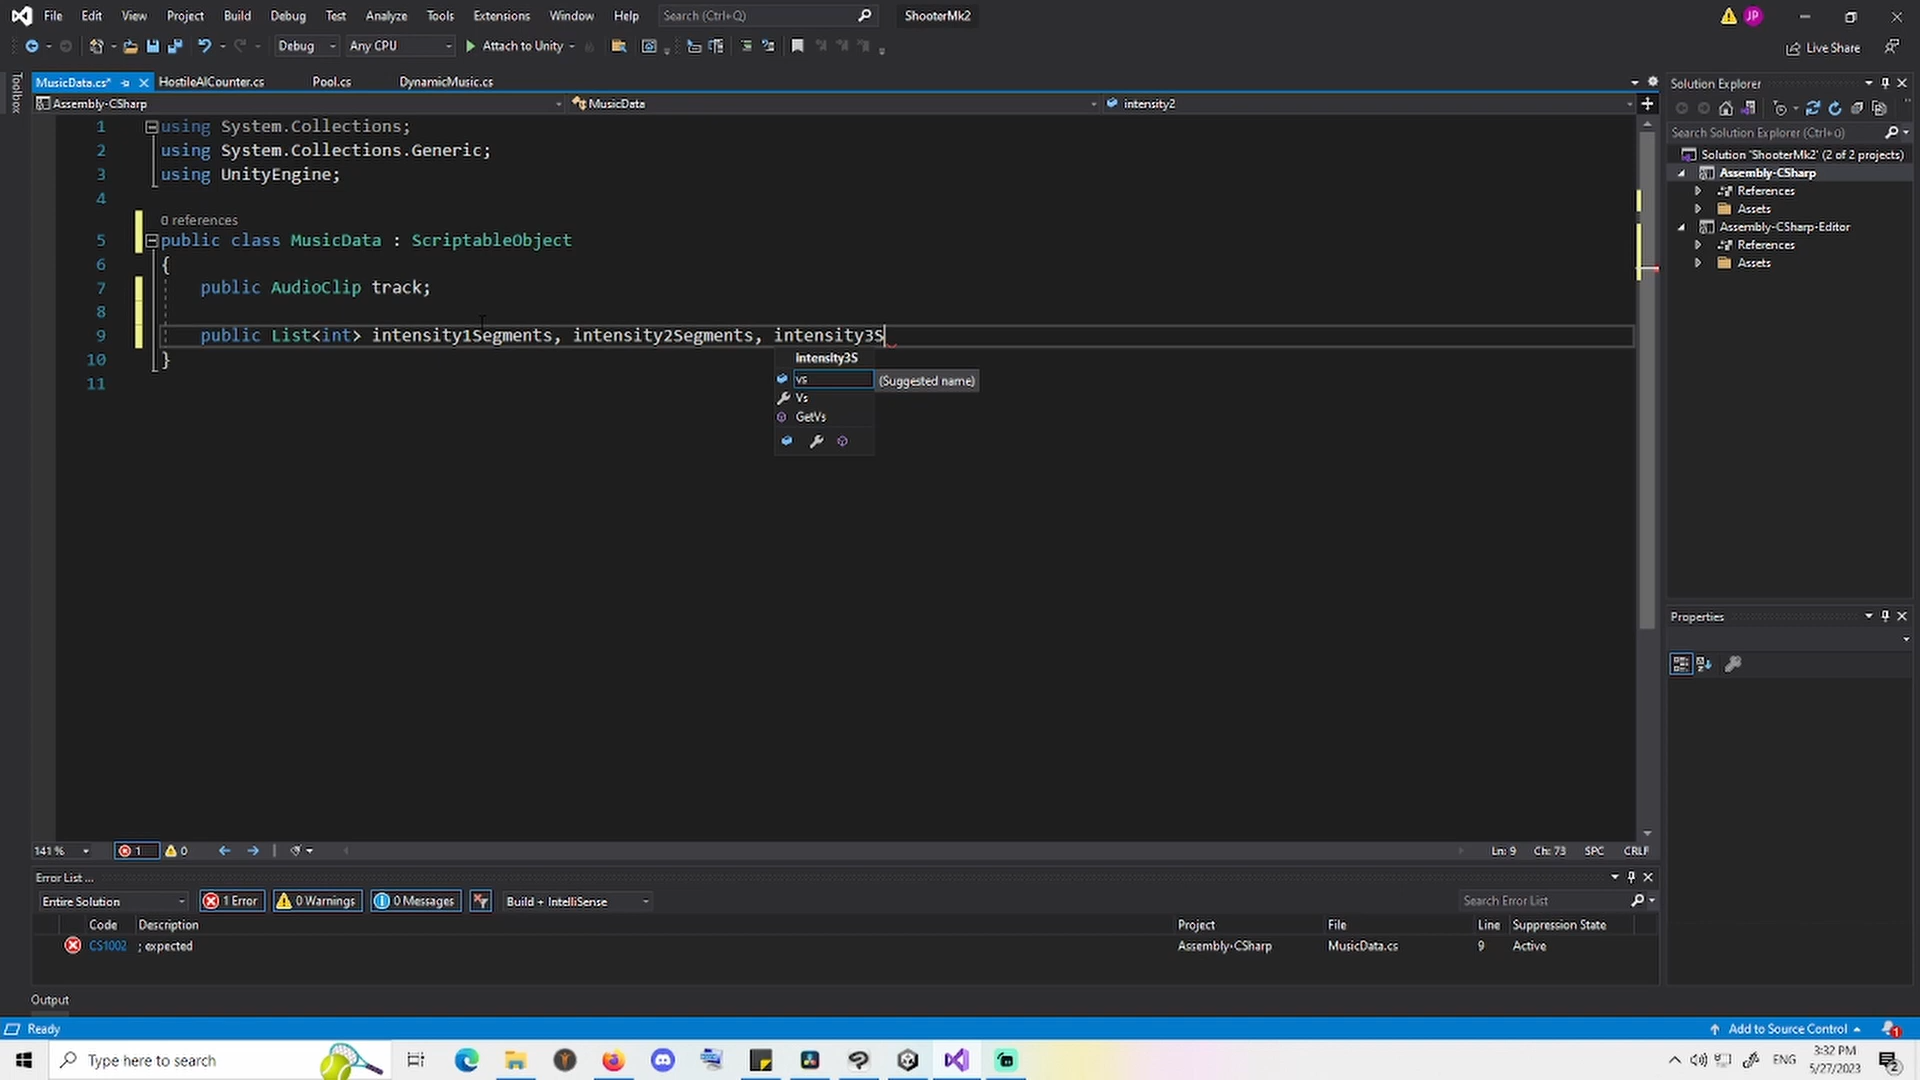 File Edit View Project Build Debug Test Analyze Tools Extensions Window Help Search (Ctrl+Q) ShooterMk2 JP
Debug Any CPU Attach to Unity Live Share
Toolbox
MusicData.cs* HostileAICounter.cs Pool.cs DynamicMusic.cs
Assembly-CSharp MusicData intensity2
1 using System.Collections;
2 using System.Collections.Generic;
3 using UnityEngine;
4
0 references
5 public class MusicData : ScriptableObject
6 {
7 public AudioClip track;
8
9 public List<int> intensity1Segments, intensity2Segments, intensity3S
10 }
11
intensity3S
vs (Suggested name)
Vs
GetVs
Solution Explorer
Search Solution Explorer (Ctrl+ü)
Solution 'ShooterMk2' (2 of 2 projects)
Assembly-CSharp
References
Assets
Assembly-CSharp-Editor
References
Assets
Properties
141 % 1 0 Ln: 9 Ch: 73 SPC CRLF
Error List ...
Entire Solution 1 Error 0 Warnings 0 Messages Build + IntelliSense Search Error List
Code Description Project File Line Suppression State
CS1002 ; expected Assembly-CSharp MusicData.cs 9 Active
Output
Ready Add to Source Control 1
Type here to search ENG 3:32 PM 5/27/2023 2